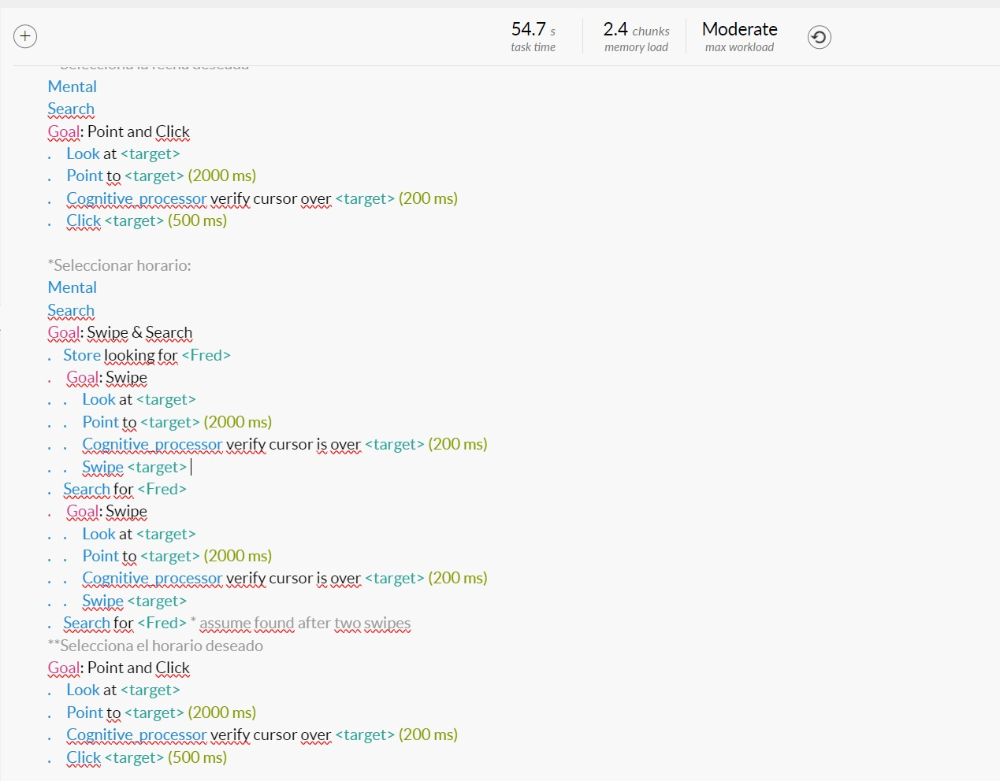 54.7 s
task time
2.4 chunks
memory load
Moderate
max workload
Selecciona la fecha deseada
Mental
Search
Goal: Point and Click
. Look at <target>
. Point to <target> (2000 ms)
. Cognitive_processor verify cursor over <target> (200 ms)
. Click <target> (500 ms)
*Seleccionar horario:
Mental
Search
Goal: Swipe & Search
. Store looking for <Fred>
. Goal: Swipe
. . Look at <target>
. . Point to <target> (2000 ms)
. . Cognitive_processor verify cursor is over <target> (200 ms)
. . Swipe <target>
. Search for <Fred>
. Goal: Swipe
. . Look at <target>
. . Point to <target> (2000 ms)
. . Cognitive_processor verify cursor is over <target> (200 ms)
. . Swipe <target>
. Search for <Fred> * assume found after two swipes
**Selecciona el horario deseado
Goal: Point and Click
. Look at <target>
. Point to <target> (2000 ms)
. Cognitive_processor verify cursor over <target> (200 ms)
. Click <target> (500 ms)